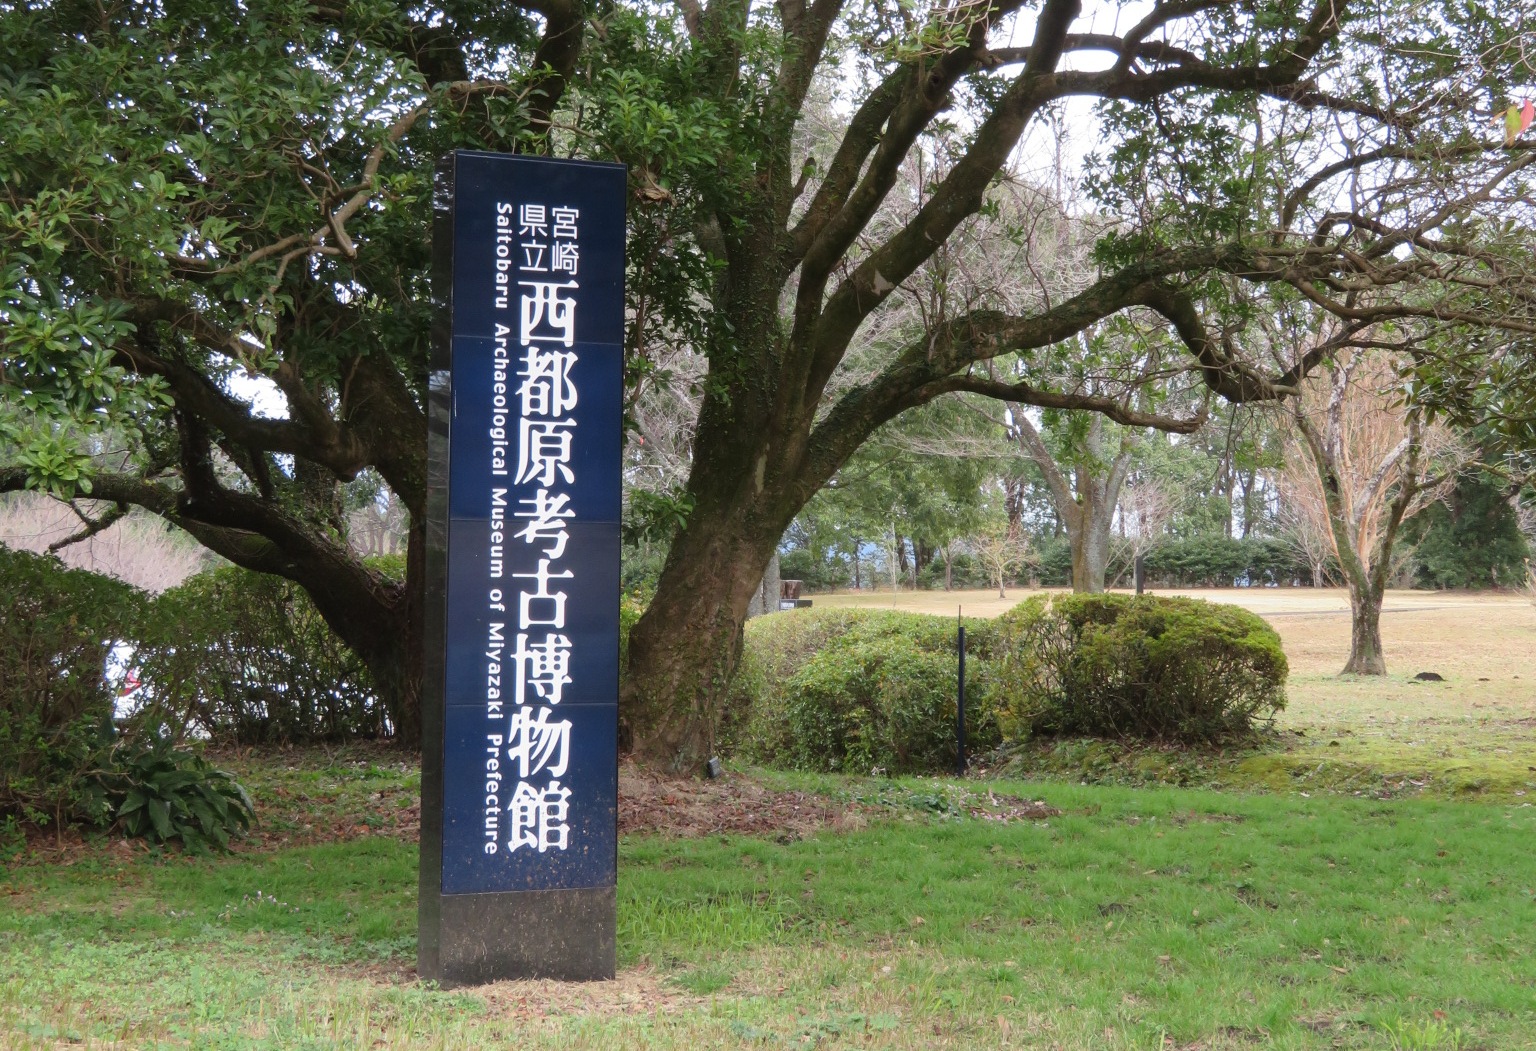 宮崎
県立
西都原考古博物館
Saitobaru Archaeological Museum of Miyazaki Prefecture